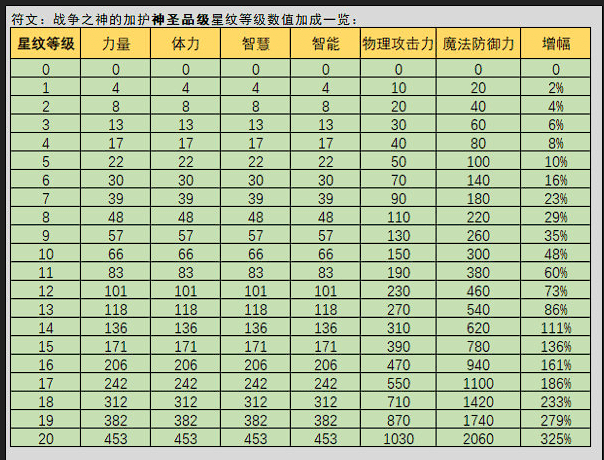 符文：战争之神的加护神圣品级星纹等级数值加成一览：
星纹等级 力量 体力 智慧 智能 物理攻击力 魔法防御力 增幅
0 0 0 0 0 0 0 0
1 4 4 4 4 10 20 2%
2 8 8 8 8 20 40 4%
3 13 13 13 13 30 60 6%
4 17 17 17 17 40 80 8%
5 22 22 22 22 50 100 10%
6 30 30 30 30 70 140 16%
7 39 39 39 39 90 180 23%
8 48 48 48 48 110 220 29%
9 57 57 57 57 130 260 35%
10 66 66 66 66 150 300 48%
11 83 83 83 83 190 380 60%
12 101 101 101 101 230 460 73%
13 118 118 118 118 270 540 86%
14 136 136 136 136 310 620 111%
15 171 171 171 171 390 780 136%
16 206 206 206 206 470 940 161%
17 242 242 242 242 550 1100 186%
18 312 312 312 312 710 1420 233%
19 382 382 382 382 870 1740 279%
20 453 453 453 453 1030 2060 325%